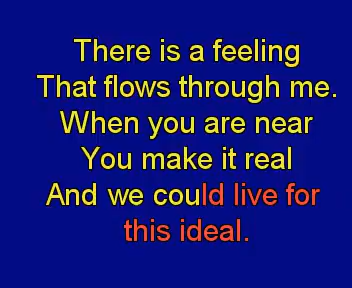 There is a feeling
That flows through me.
When you are near
You make it real
And we could live for
this ideal.